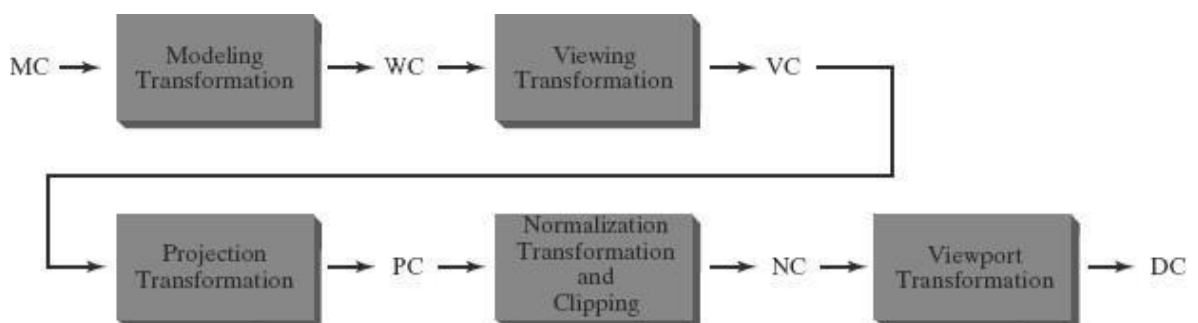 MC
Modeling
Transformation
WC
Viewing
Transformation
VC
Projection
Transformation
PC
Normalization
Transformation
and
Clipping
NC
Viewport
Transformation
DC